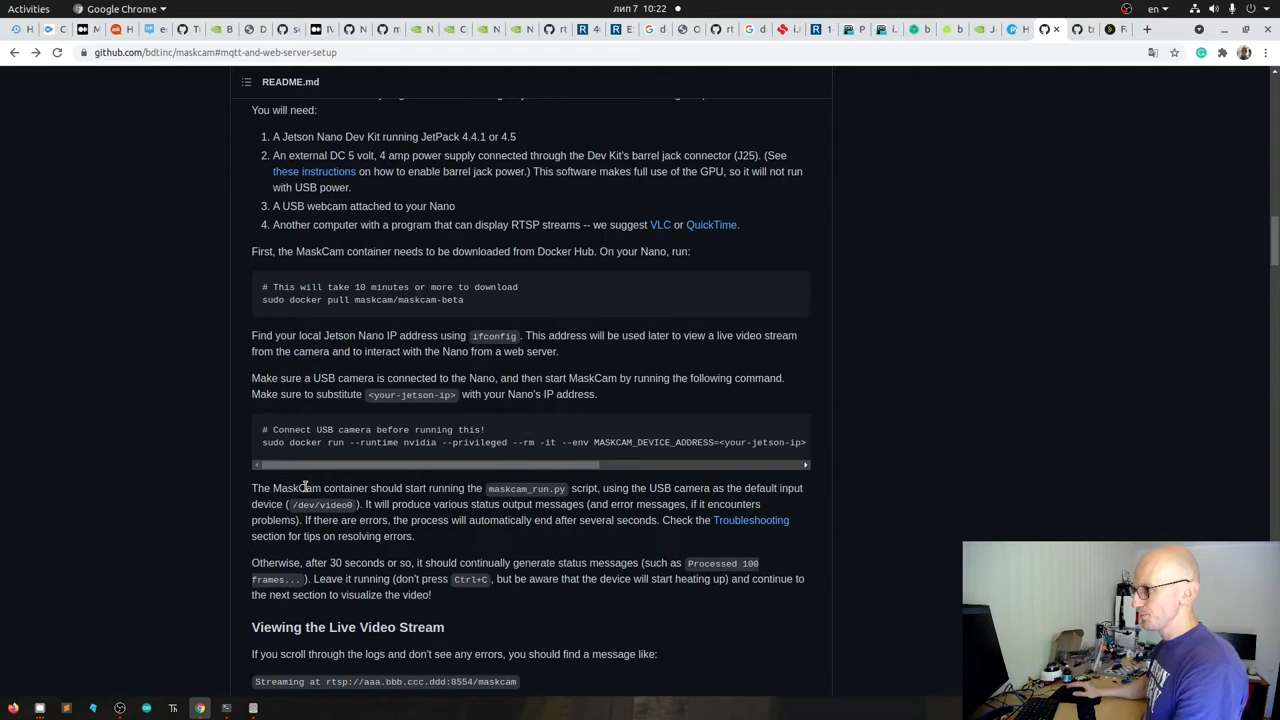 Activities
Google Chrome
лип 7 10:22
en
github.com/bdtinc/maskcam#mqtt-and-web-server-setup
README.md
You will need:
1. A Jetson Nano Dev Kit running JetPack 4.4.1 or 4.5
2. An external DC 5 volt, 4 amp power supply connected through the Dev Kit's barrel jack connector (J25). (See
these instructions on how to enable barrel jack power.) This software makes full use of the GPU, so it will not run
with USB power.
3. A USB webcam attached to your Nano
4. Another computer with a program that can display RTSP streams -- we suggest VLC or QuickTime.
First, the MaskCam container needs to be downloaded from Docker Hub. On your Nano, run:
# This will take 10 minutes or more to download
sudo docker pull maskcam/maskcam-beta
Find your local Jetson Nano IP address using ifconfig. This address will be used later to view a live video stream
from the camera and to interact with the Nano from a web server.
Make sure a USB camera is connected to the Nano, and then start MaskCam by running the following command.
Make sure to substitute <your-jetson-ip> with your Nano's IP address.
# Connect USB camera before running this!
sudo docker run --runtime nvidia --privileged --rm -it --env MASKCAM_DEVICE_ADDRESS=<your-jetson-ip>
The MaskCam container should start running the maskcam_run.py script, using the USB camera as the default input
device (/dev/video0). It will produce various status output messages (and error messages, if it encounters
problems). If there are errors, the process will automatically end after several seconds. Check the Troubleshooting
section for tips on resolving errors.
Otherwise, after 30 seconds or so, it should continually generate status messages (such as Processed 100
frames...). Leave it running (don't press Ctrl+C, but be aware that the device will start heating up) and continue to
the next section to visualize the video!
Viewing the Live Video Stream
If you scroll through the logs and don't see any errors, you should find a message like:
Streaming at rtsp://aaa.bbb.ccc.ddd:8554/maskcam